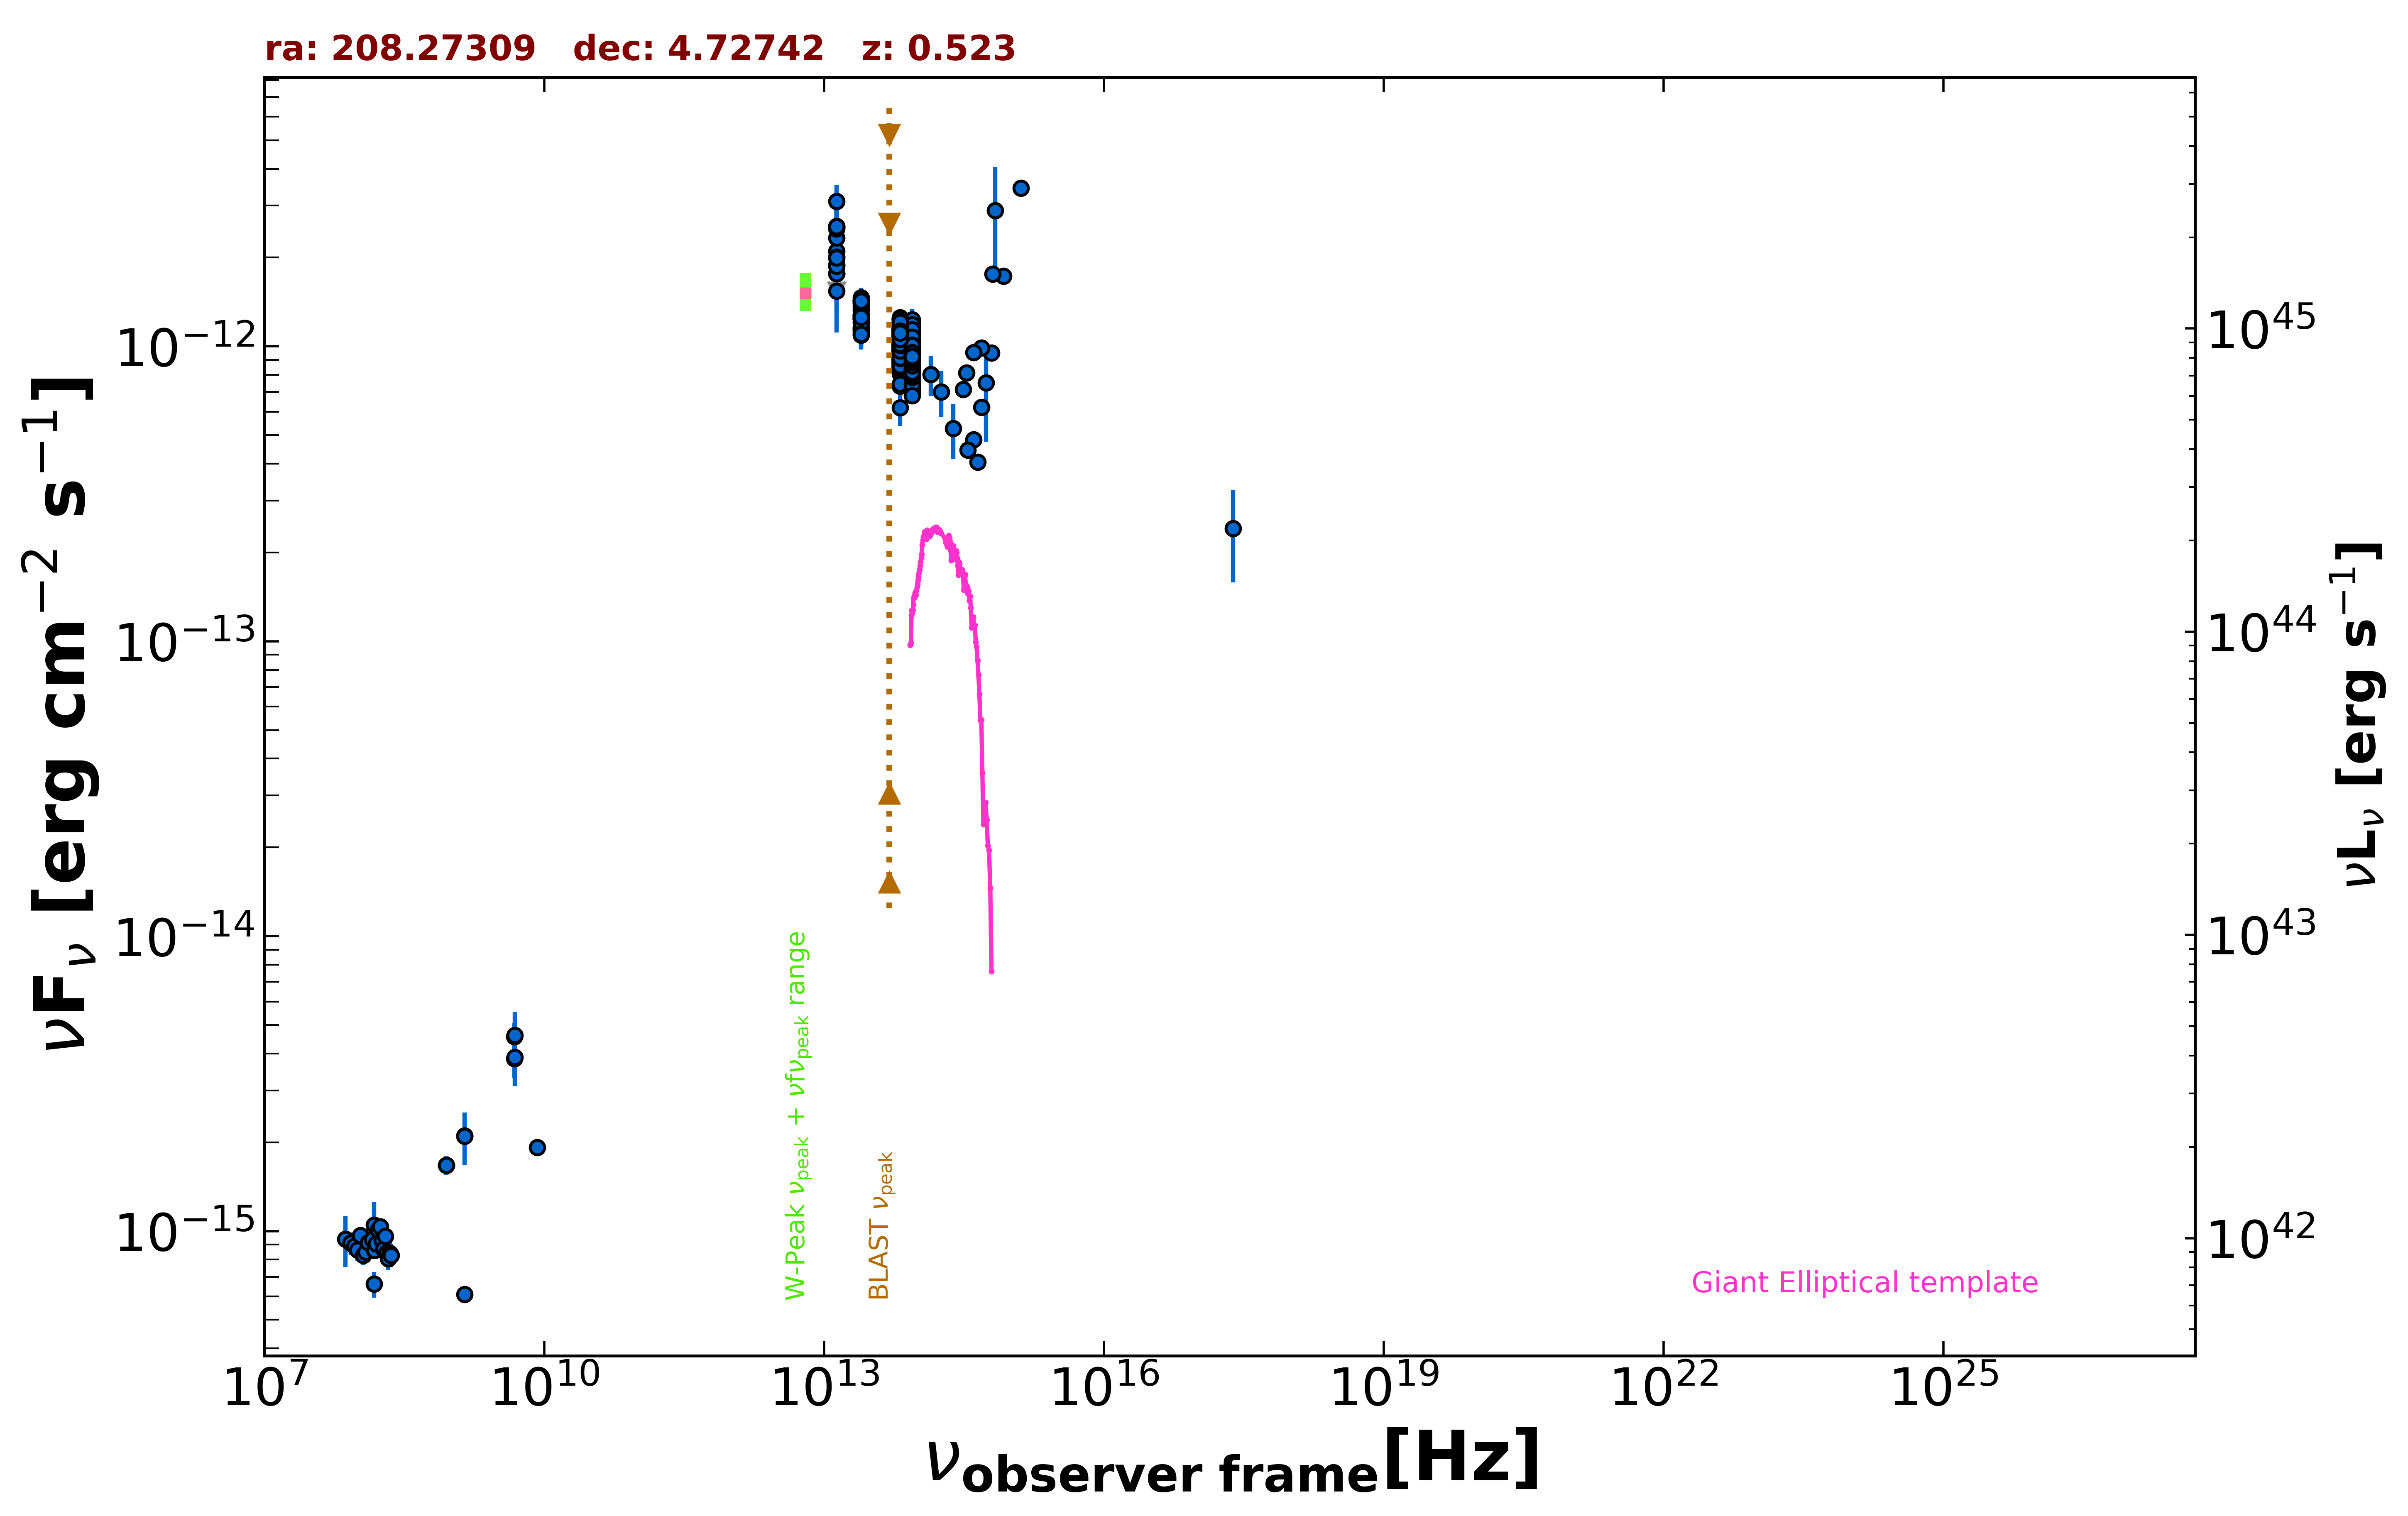 ra: 208.27309 dec: 4.72742 z: 0.523
νF_ν [erg cm^−2 s^−1]
10^−12
10^−13
10^−14
10^−15
10^45
10^44
10^43
10^42
νL_ν [erg s^−1]
W-Peak ν_peak + νfν_peak range
BLAST ν_peak
Giant Elliptical template
10^7 10^10 10^13 10^16 10^19 10^22 10^25
ν_observer frame [Hz]